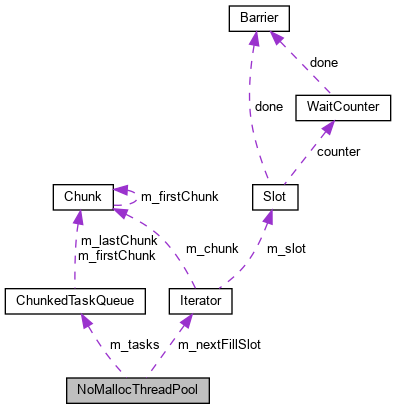 Barrier
done
done
WaitCounter
counter
Chunk
m_firstChunk
Slot
m_lastChunk
m_firstChunk
m_chunk
m_slot
ChunkedTaskQueue
Iterator
m_tasks
m_nextFillSlot
NoMallocThreadPool